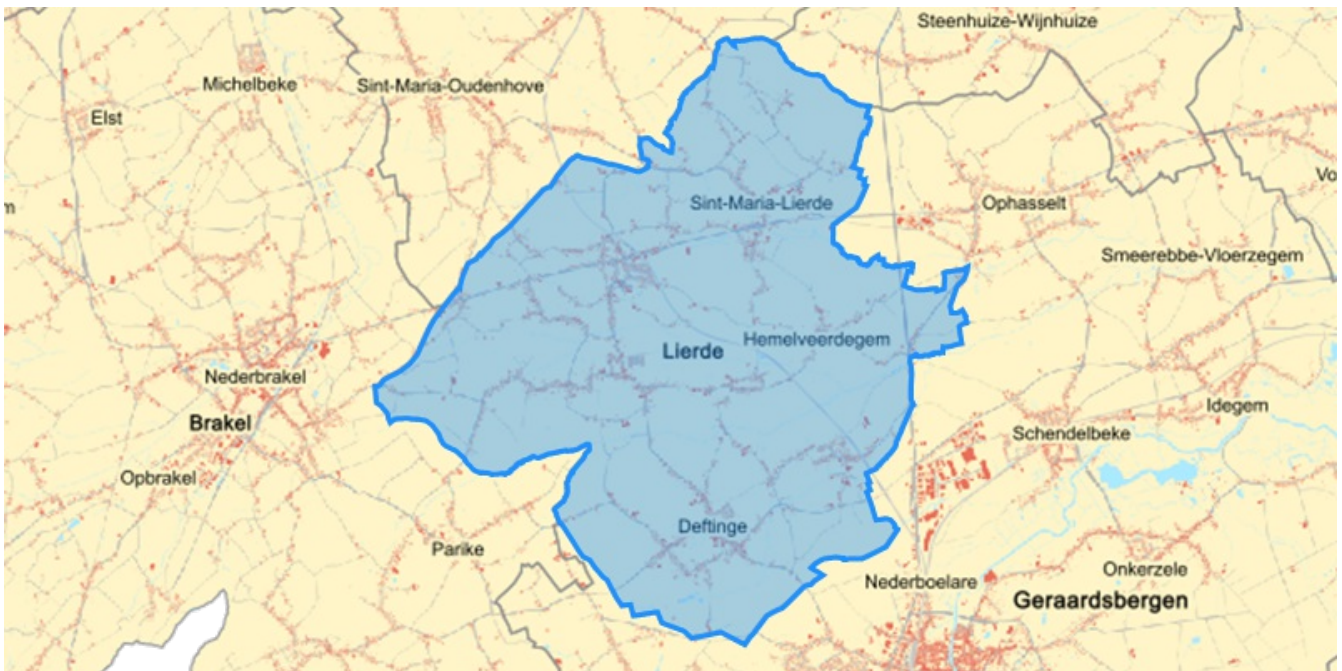 Steenhuize-Wijnhuize
Michelbeke
Sint-Maria-Oudenhove
Elst
Vo
Sint-Maria-Lierde
Ophasselt
m
Smeerebbe-Vloerzegem
Hemelveerdegem
Lierde
Nederbrakel
Idegem
Brakel
Schendelbeke
Opbrakel
Deftinge
Parike
Onkerzele
Nederboelare
Geraardsbergen